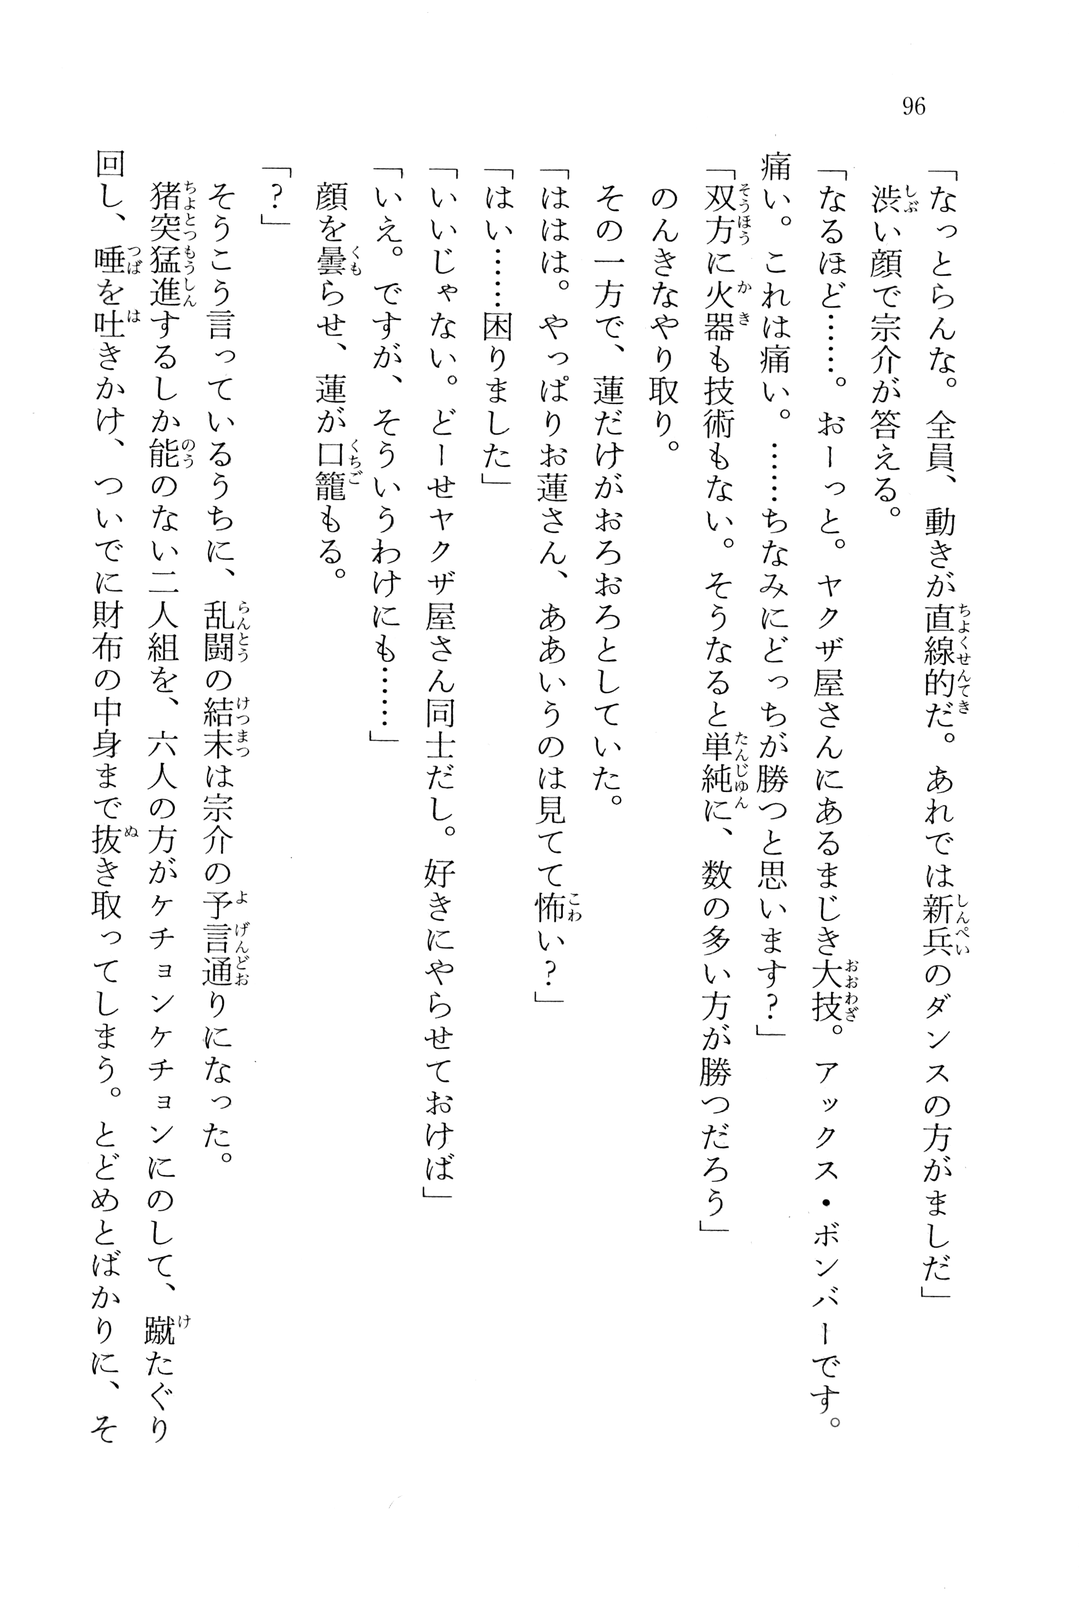 96
「なっとらんな。全員、動きが直線的だ。あれでは新兵のダンスの方がましだ」
渋い顔で宗介が答える。
「なるほど……。おーっと。ヤクザ屋さんにあるまじき大技。アックス・ボンバーです。
痛い。これは痛い。……ちなみにどっちが勝つと思います？」
「双方に火器も技術もない。そうなると単純に、数の多い方が勝つだろう」
のんきなやり取り。
その一方で、蓮だけがおろおろとしていた。
「ははは。やっぱりお蓮さん、ああいうのは見てて怖い？」
「はい……困りました」
「いいじゃない。どーせヤクザ屋さん同士だし。好きにやらせておけば」
「いえ。ですが、そういうわけにも……」
顔を曇らせ、蓮が口籠もる。
「？」
そうこう言っているうちに、乱闘の結末は宗介の予言通りになった。
猪突猛進するしか能のない二人組を、六人の方がケチョンケチョンにのして、蹴たぐり
回し、唾を吐きかけ、ついでに財布の中身まで抜き取ってしまう。とどめとばかりに、そ